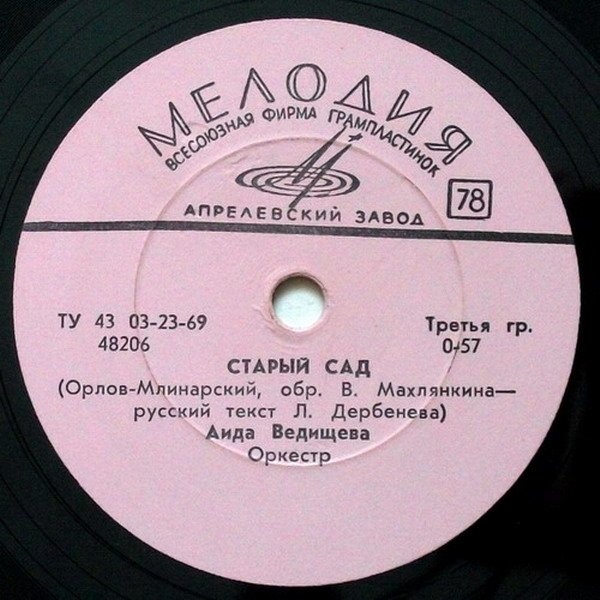 МЕЛОДИЯ
ВСЕСОЮЗНАЯ ФИРМА ГРАМПЛАСТИНОК
АПРЕЛЕВСКИЙ ЗАВОД
78
ТУ 43 03-23-69
48206
Третья гр.
0-57
СТАРЫЙ САД
(Орлов-Млинарский, обр. В. Махлянкина—
русский текст Л. Дербенева)
Аида Ведищева
Оркестр